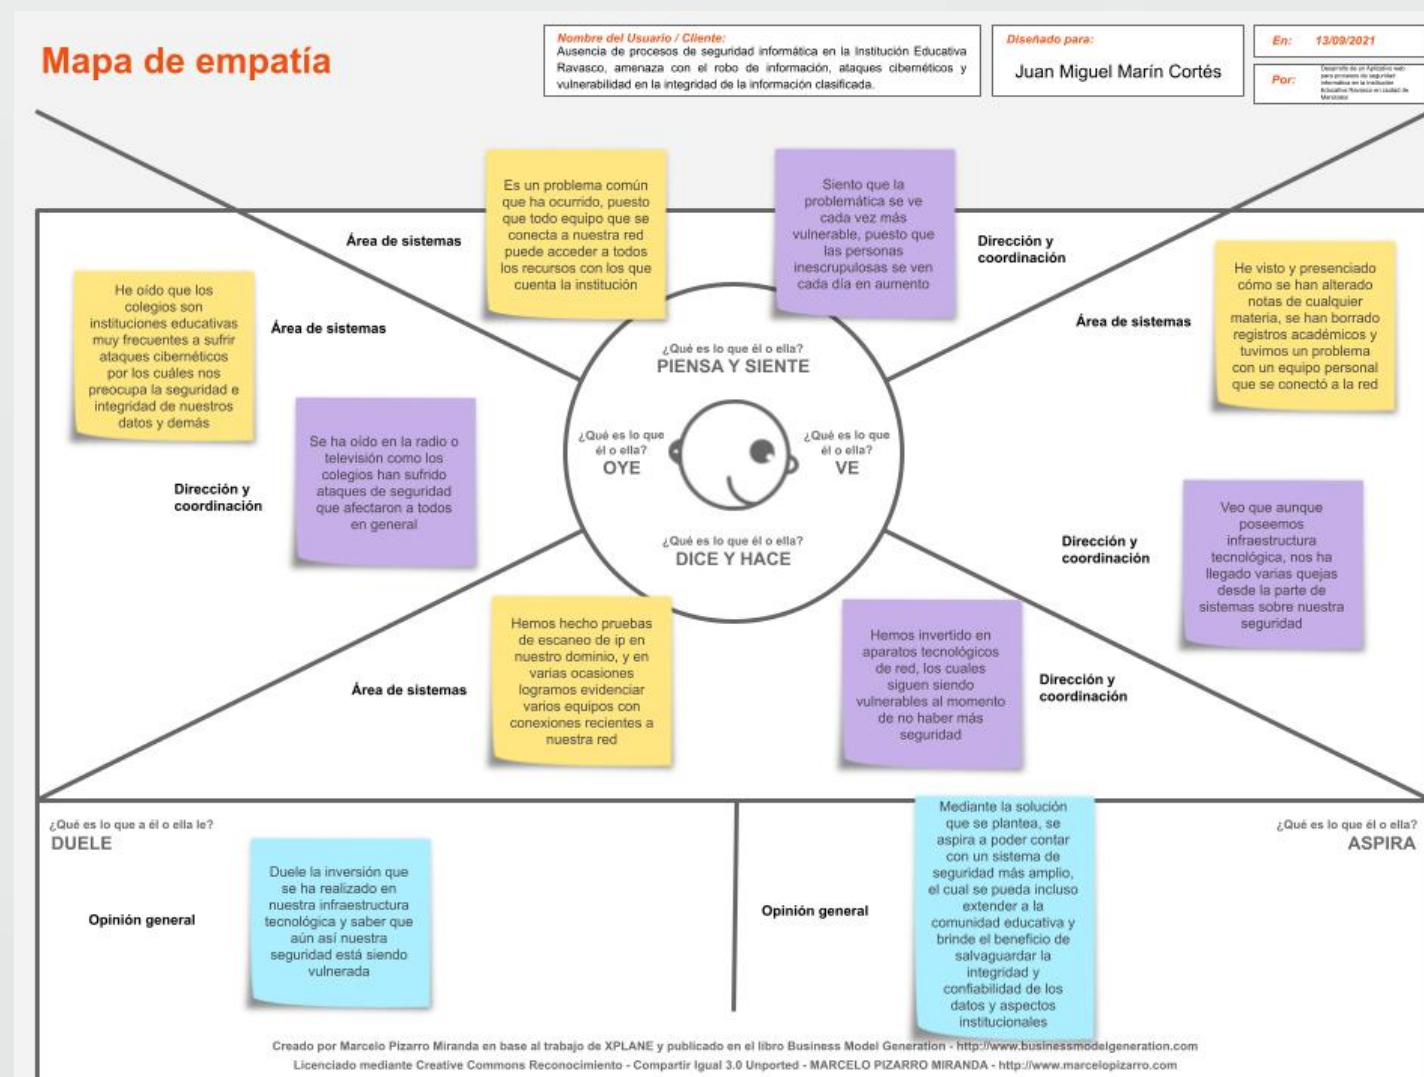 Mapa de empatía
Nombre del Usuario / Cliente:
Ausencia de procesos de seguridad informática en la Institución Educativa
Ravasco, amenaza con el robo de información, ataques cibernéticos y
vulnerabilidad en la integridad de la información clasificada.
Diseñado para:
Juan Miguel Marín Cortés
En: 13/09/2021
Por:
Desarrollo de un Aplicativo web
para procesos de seguridad
informática en la Institución
Educativa Ravasco en ciudad de
Manizales
Área de sistemas
Es un problema común
que ha ocurrido, puesto
que todo equipo que se
conecta a nuestra red
puede acceder a todos
los recursos con los que
cuenta la institución
Siento que la
problemática se ve
cada vez más
vulnerable, puesto que
las personas
inescrupulosas se ven
cada día en aumento
Dirección y
coordinación
He oído que los
colegios son
instituciones educativas
muy frecuentes a sufrir
ataques cibernéticos
por los cuáles nos
preocupa la seguridad e
integridad de nuestros
datos y demás
Área de sistemas
Dirección y
coordinación
Se ha oído en la radio o
televisión como los
colegios han sufrido
ataques de seguridad
que afectaron a todos
en general
¿Qué es lo que él o ella?
PIENSA Y SIENTE
¿Qué es lo que
él o ella?
OYE
¿Qué es lo que
él o ella?
VE
¿Qué es lo que él o ella?
DICE Y HACE
Área de sistemas
He visto y presenciado
cómo se han alterado
notas de cualquier
materia, se han borrado
registros académicos y
tuvimos un problema
con un equipo personal
que se conectó a la red
Dirección y
coordinación
Veo que aunque
poseemos
infraestructura
tecnológica, nos ha
llegado varias quejas
desde la parte de
sistemas sobre nuestra
seguridad
Área de sistemas
Hemos hecho pruebas
de escaneo de ip en
nuestro dominio, y en
varias ocasiones
logramos evidenciar
varios equipos con
conexiones recientes a
nuestra red
Hemos invertido en
aparatos tecnológicos
de red, los cuales
siguen siendo
vulnerables al momento
de no haber más
seguridad
Dirección y
coordinación
¿Qué es lo que a él o ella le?
DUELE
Opinión general
Duele la inversión que
se ha realizado en
nuestra infraestructura
tecnológica y saber que
aún así nuestra
seguridad está siendo
vulnerada
Opinión general
Mediante la solución
que se plantea, se
aspira a poder contar
con un sistema de
seguridad más amplio,
el cual se pueda incluso
extender a la
comunidad educativa y
brinde el beneficio de
salvaguardar la
integridad y
confiabilidad de los
datos y aspectos
institucionales
¿Qué es lo que él o ella?
ASPIRA
Creado por Marcelo Pizarro Miranda en base al trabajo de XPLANE y publicado en el libro Business Model Generation - http://www.businessmodelgeneration.com
Licenciado mediante Creative Commons Reconocimiento - Compartir Igual 3.0 Unported - MARCELO PIZARRO MIRANDA - http://www.marcelopizarro.com